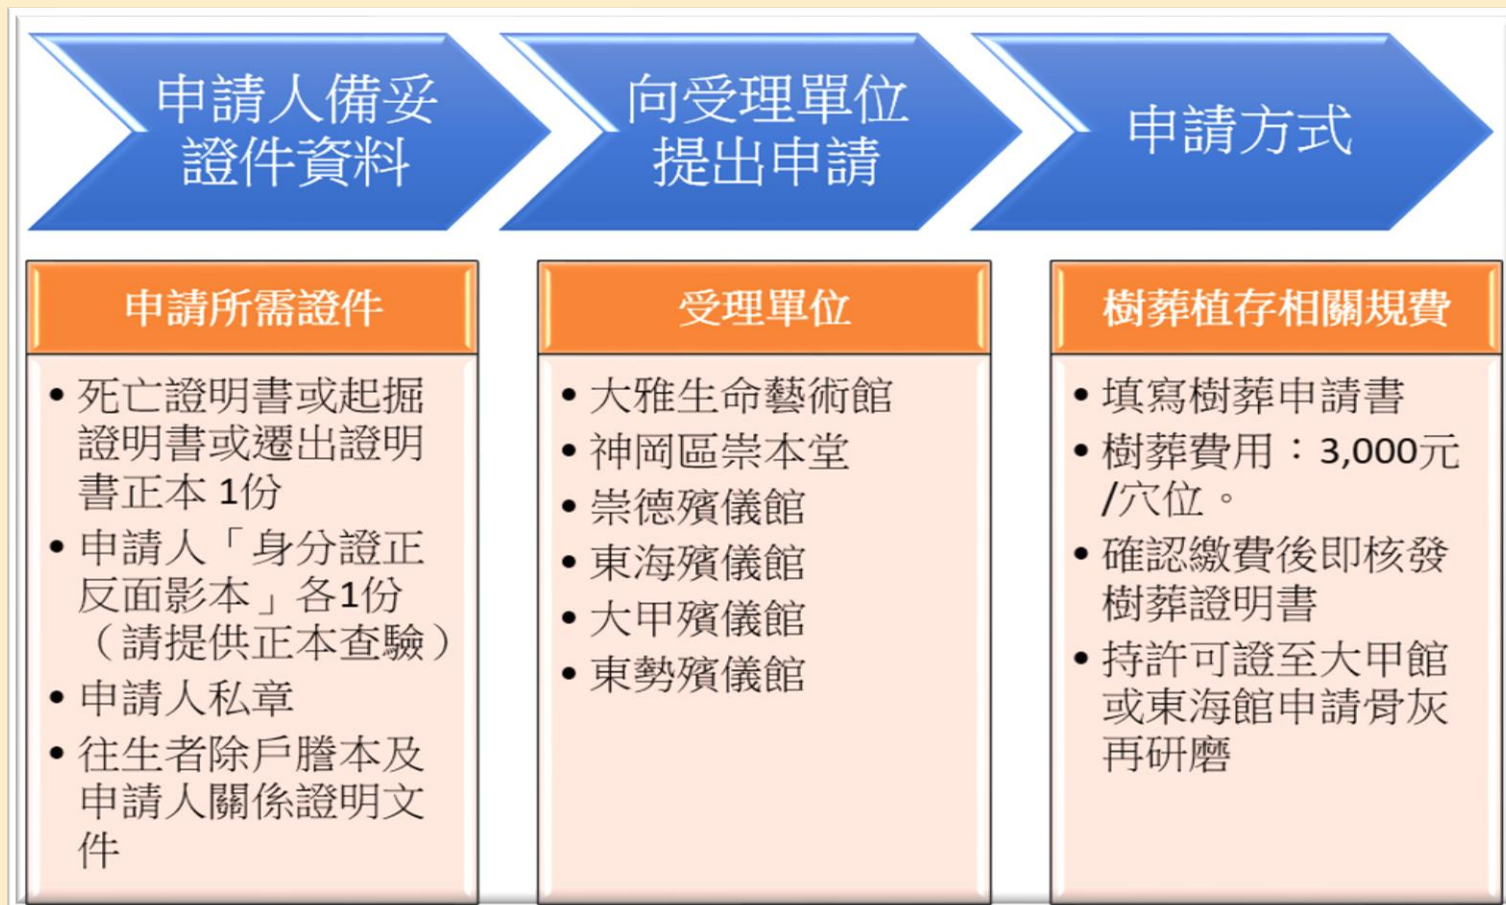 申請人備妥
證件資料
向受理單位
提出申請
申請方式
申請所需證件
• 死亡證明書或起掘
證明書或遷出證明
書正本 1份
• 申請人「身分證正
反面影本」各1份
（請提供正本查驗）
• 申請人私章
• 往生者除戶謄本及
申請人關係證明文
件
受理單位
• 大雅生命藝術館
• 神岡區崇本堂
• 崇德殯儀館
• 東海殯儀館
• 大甲殯儀館
• 東勢殯儀館
樹葬植存相關規費
• 填寫樹葬申請書
• 樹葬費用：3,000元
/穴位。
• 確認繳費後即核發
樹葬證明書
• 持許可證至大甲館
或東海館申請骨灰
再研磨